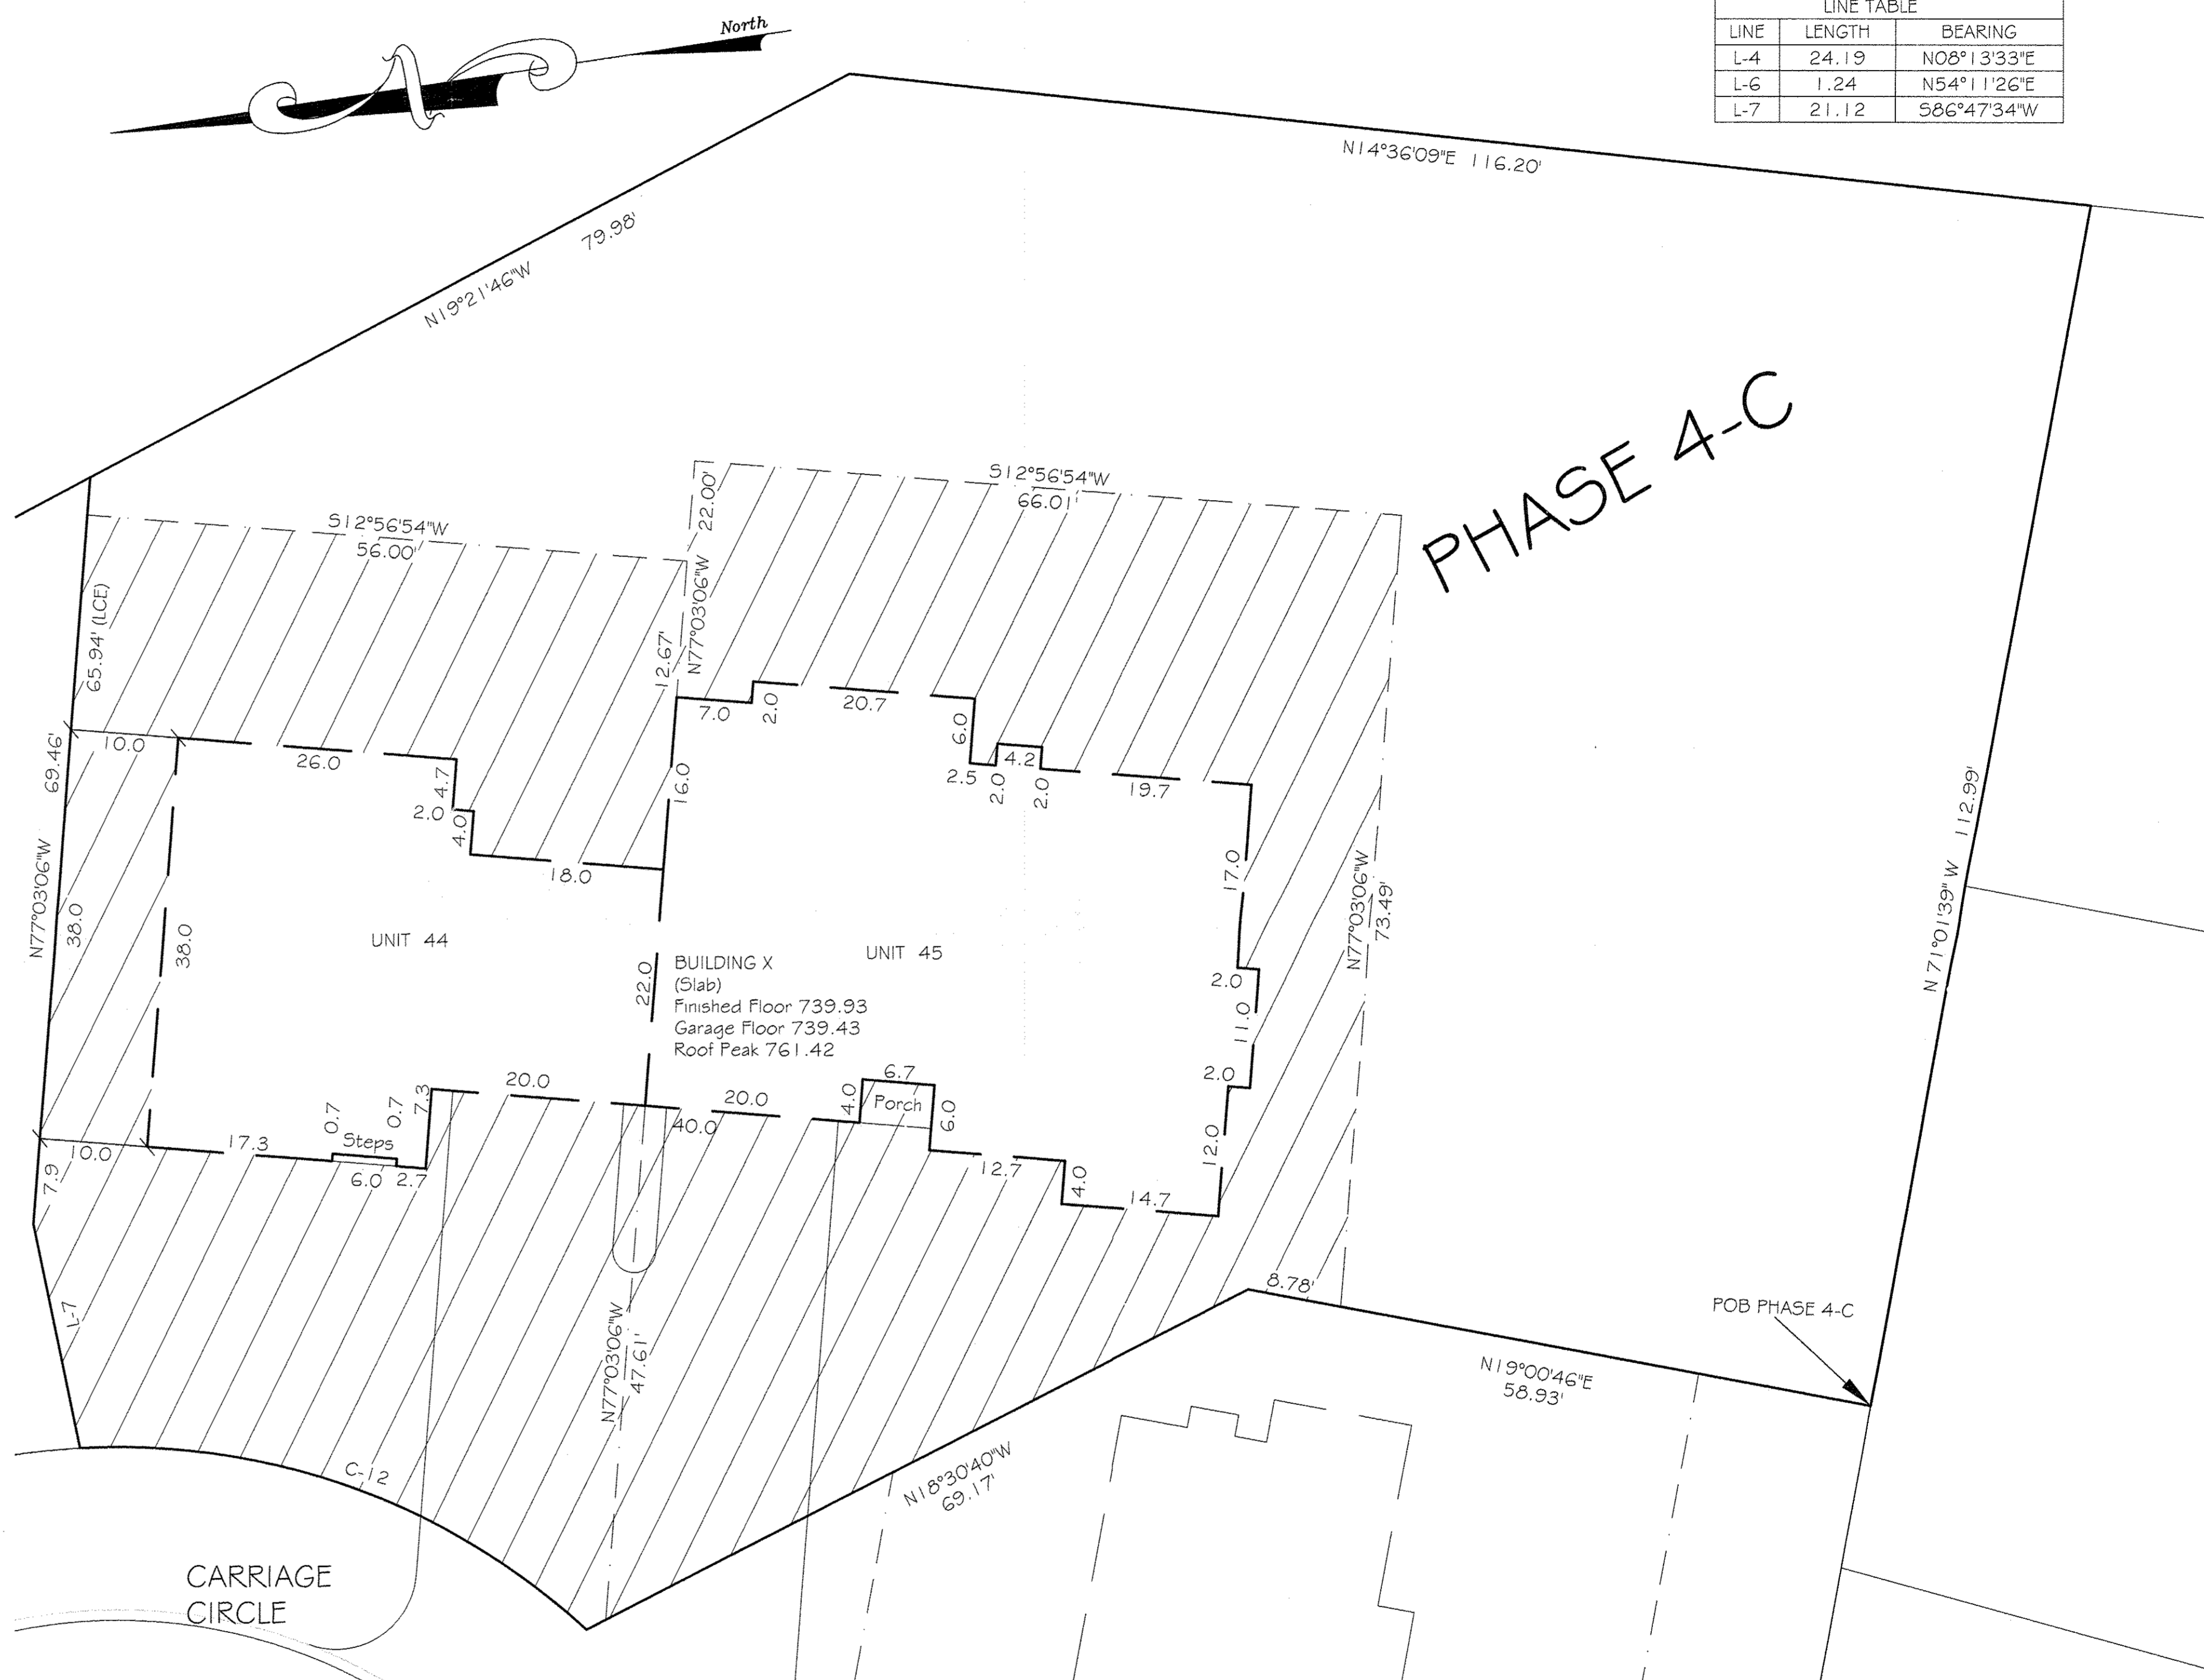 North
LINE TABLE
LINE LENGTH BEARING
L-4 24.19 N08°13'33"E
L-6 1.24 N54°11'26"E
L-7 21.12 S86°47'34"W
N14°36'09"E 116.20'
N19°21'46"W 79.98'
PHASE 4-C
S12°56'54"W
66.01'
22.00'
N77°03'06"W
12.67'
S12°56'54"W
56.00'
65.94' (LCE)
69.46'
N77°03'06"W
10.0
26.0
4.7
2.0
4.0
18.0
16.0
7.0
2.0
20.7
6.0
2.5
2.0
4.2
2.0
19.7
17.0
2.0
11.0
2.0
12.0
N77°03'06"W
73.49'
N71°01'39"W 112.99'
38.0
38.0
UNIT 44
UNIT 45
22.0
BUILDING X
(Slab)
Finished Floor 739.93
Garage Floor 739.43
Roof Peak 761.42
20.0
20.0
40.0
4.0
6.7
Porch
6.0
12.7
4.0
14.7
7.3
0.7
0.7
Steps
17.3
6.0
2.7
10.0
7.9
L-7
8.78'
POB PHASE 4-C
N19°00'46"E
58.93'
N77°03'06"W
47.61'
N18°30'40"W
69.17'
C-12
CARRIAGE
CIRCLE